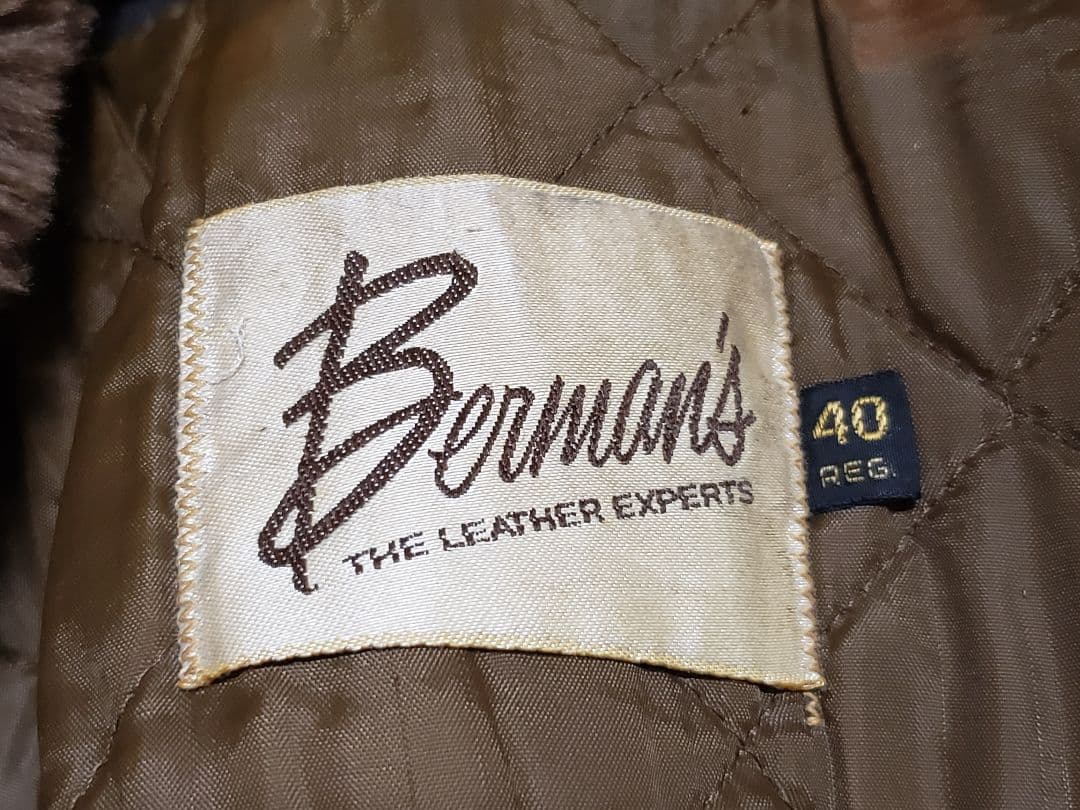 Berman's
THE LEATHER EXPERTS
40
REG.